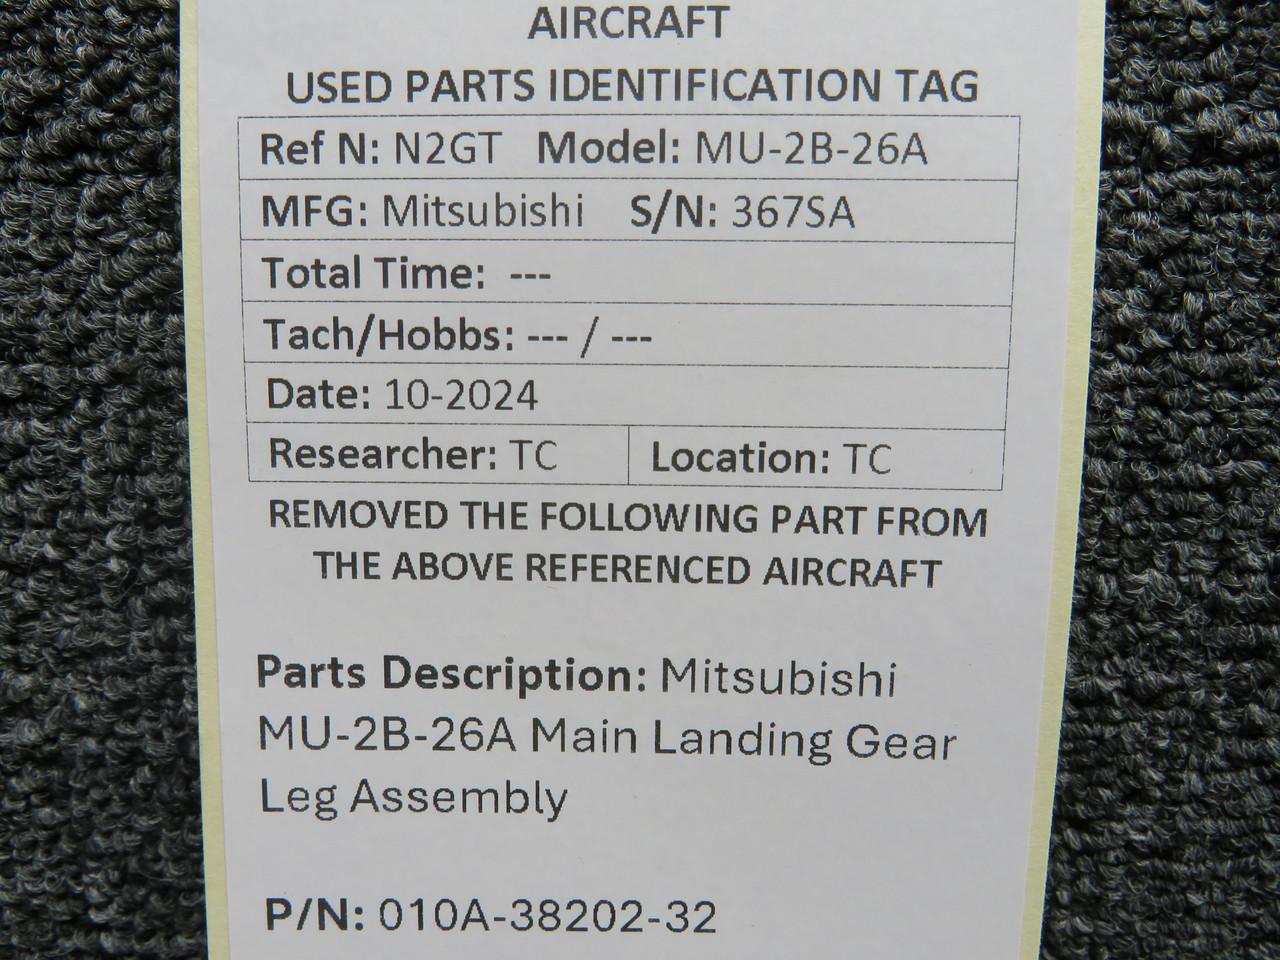 AIRCRAFT
USED PARTS IDENTIFICATION TAG
Ref N: N2GT Model: MU-2B-26A
MFG: Mitsubishi S/N: 367SA
Total Time: ---
Tach/Hobbs: --- / ---
Date: 10-2024
Researcher: TC Location: TC
REMOVED THE FOLLOWING PART FROM
THE ABOVE REFERENCED AIRCRAFT
Parts Description: Mitsubishi
MU-2B-26A Main Landing Gear
Leg Assembly
P/N: 010A-38202-32